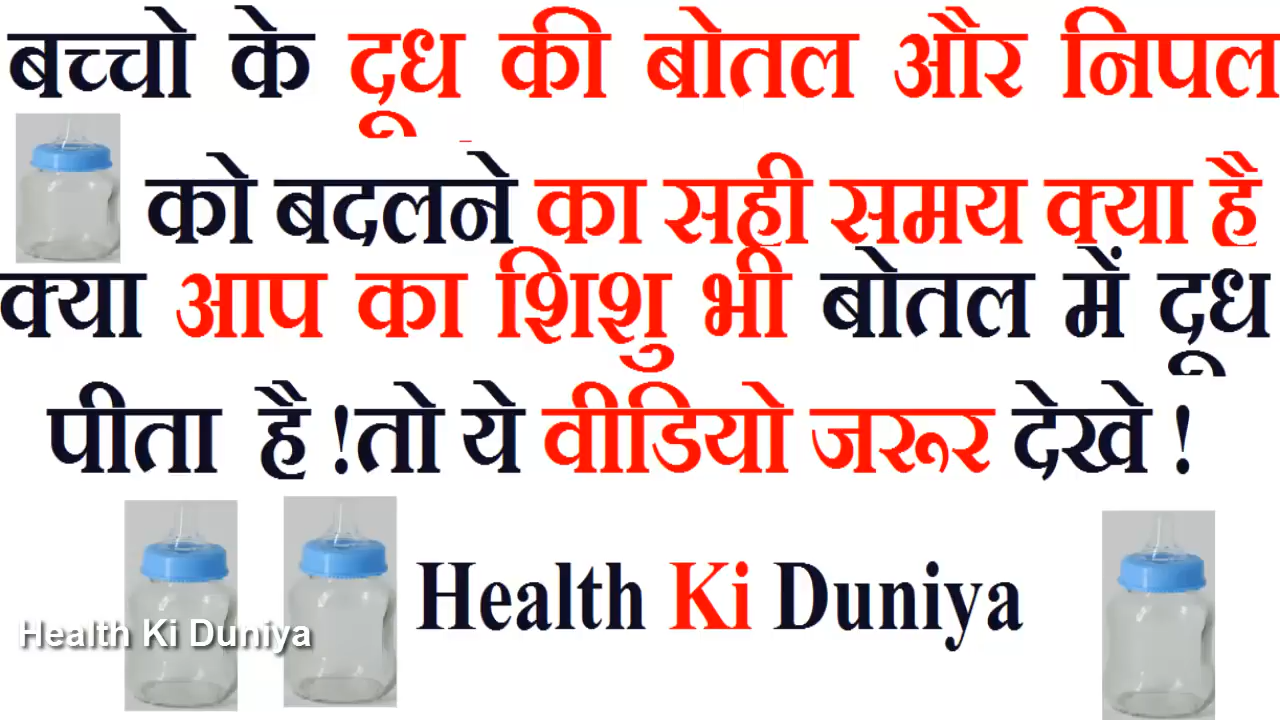 बच्चो के दूध की बोतल और निपल
को बदलने का सही समय क्या है
क्या आप का शिशु भी बोतल में दूध
पीता है !तो ये वीडियो जरूर देखे !
Health Ki Duniya
Health Ki Duniya